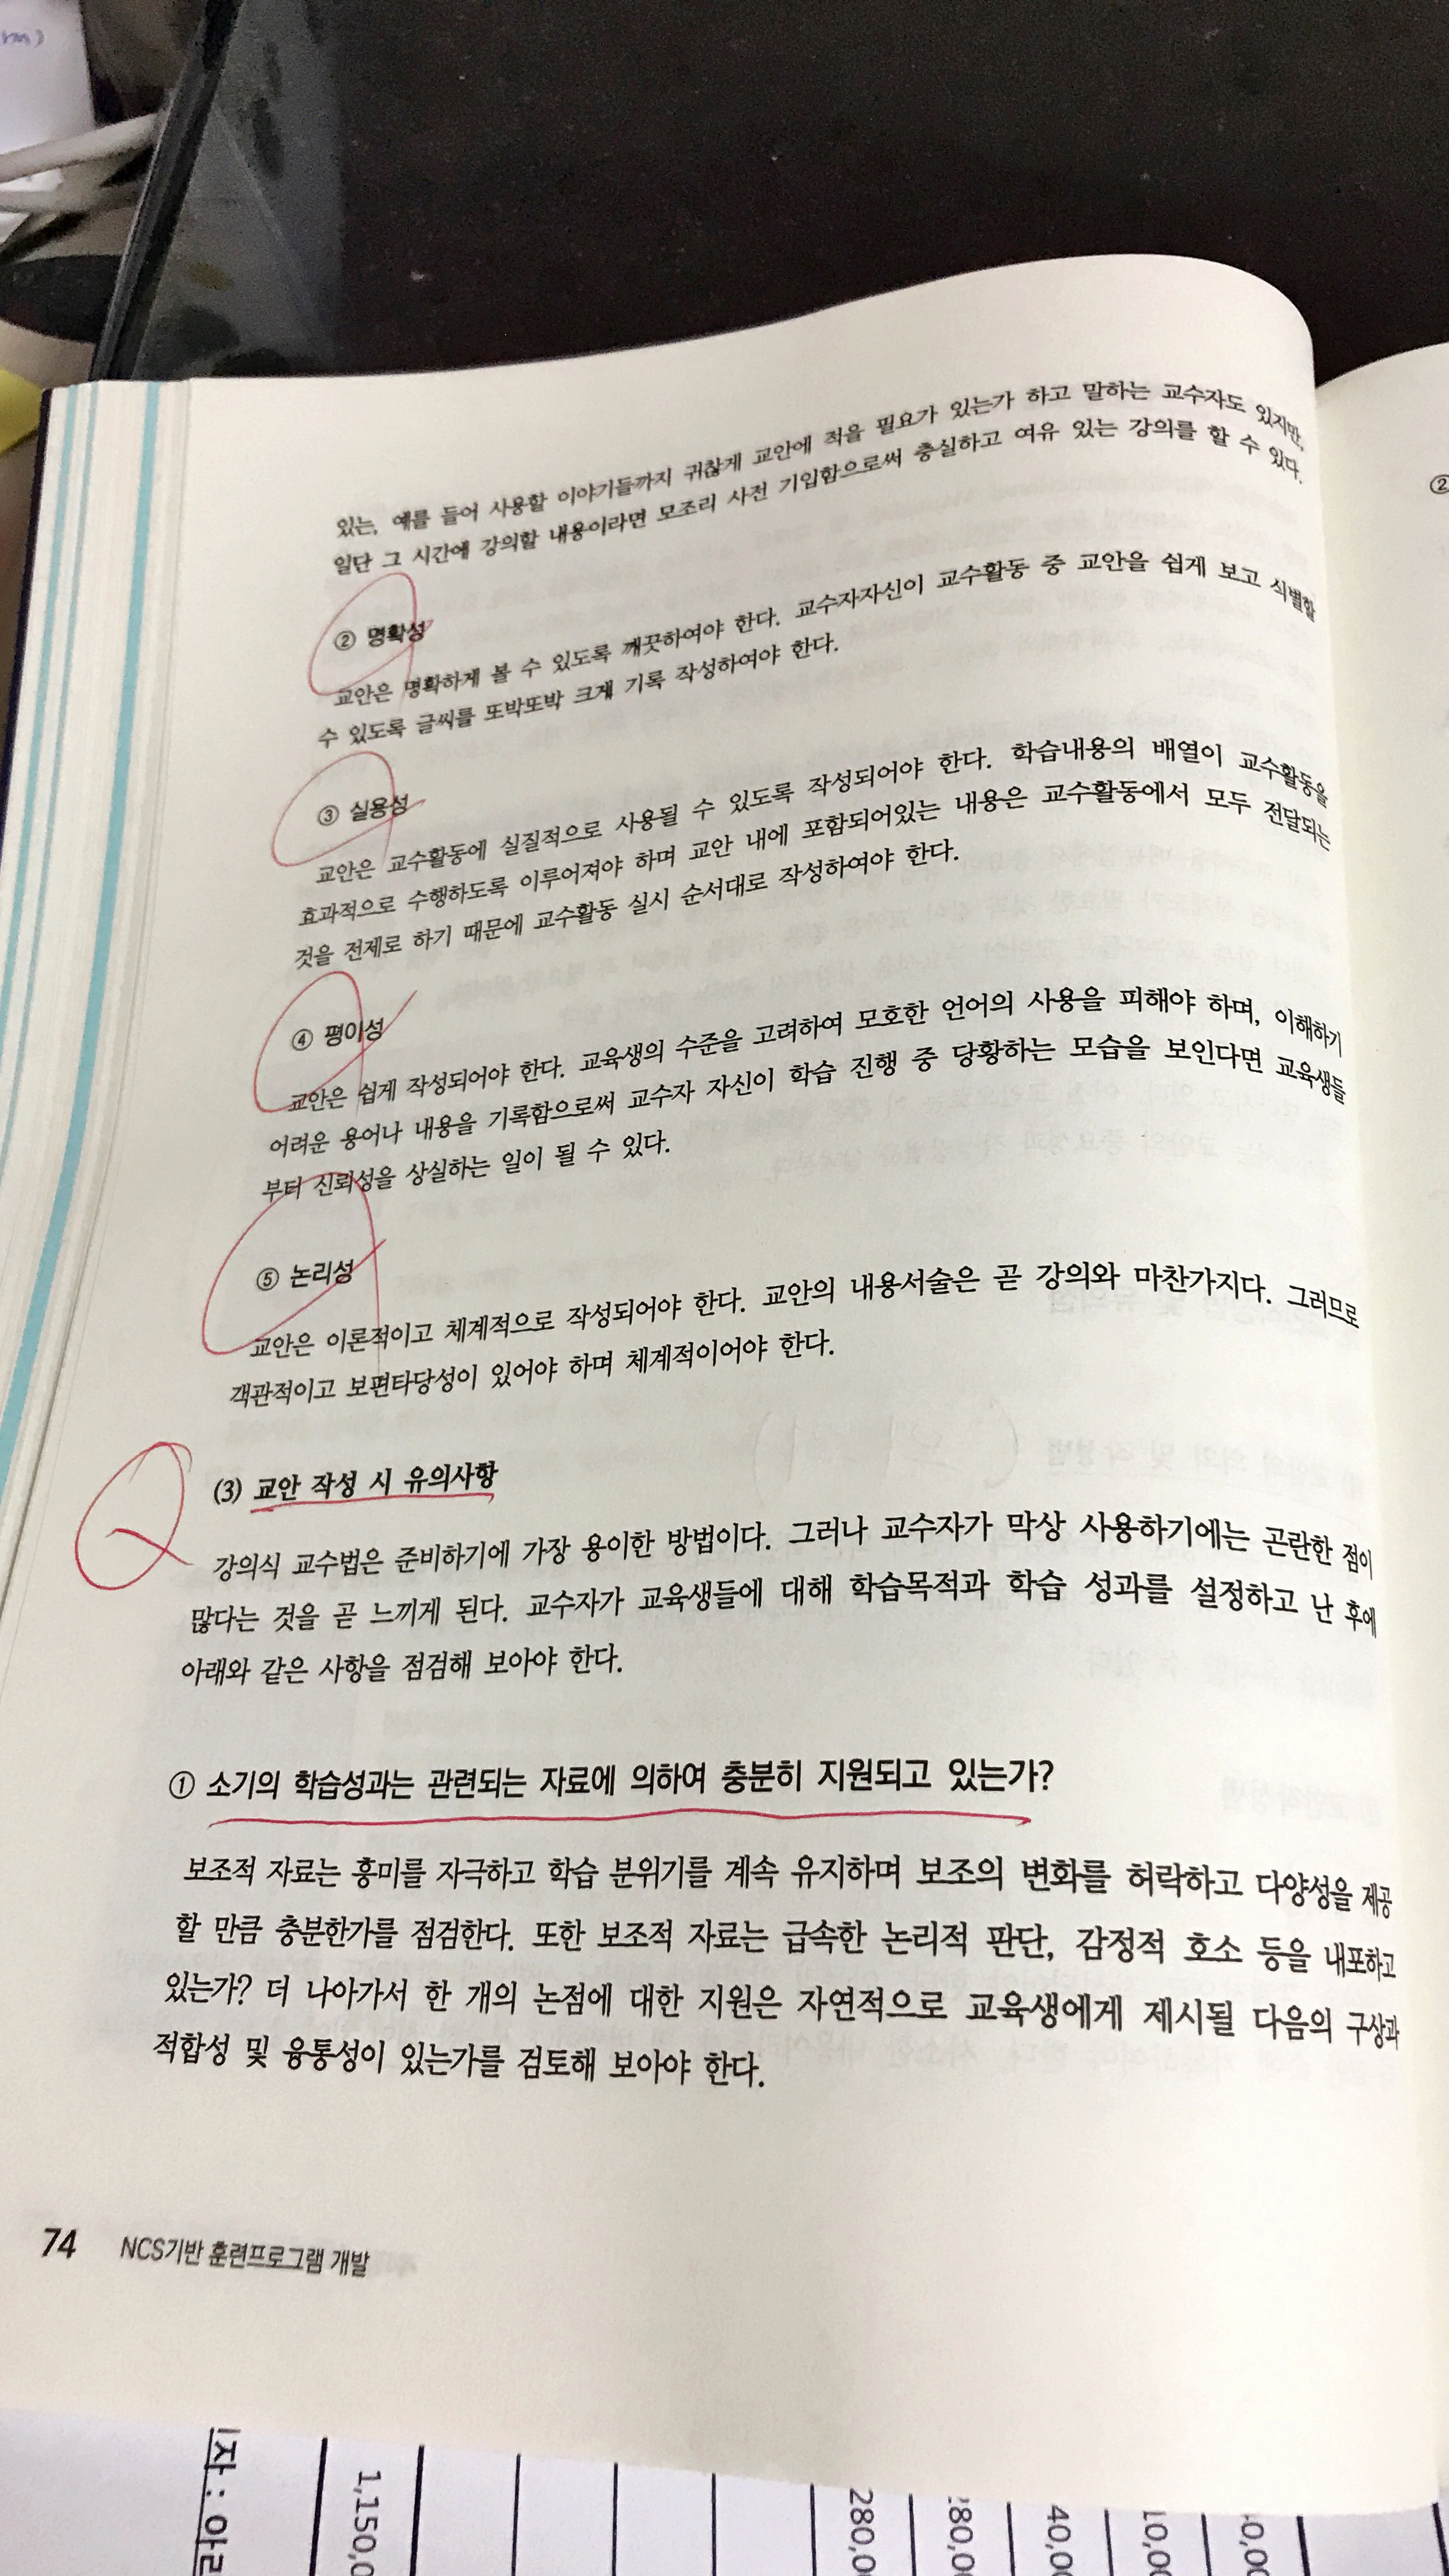 있는, 예를 들어 사용할 이야기들까지 귀찮게 교안에 적을 필요가 있는가 하고 말하는 교수자도 있지만,
일단 그 시간에 강의할 내용이라면 모조리 사전 기입함으로써 충실하고 여유 있는 강의를 할 수 있다.
② 명확성
교안은 명확하게 볼 수 있도록 깨끗하여야 한다. 교수자자신이 교수활동 중 교안을 쉽게 보고 식별할
수 있도록 글씨를 또박또박 크게 기록 작성하여야 한다.
③ 실용성
교안은 교수활동에 실질적으로 사용될 수 있도록 작성되어야 한다. 학습내용의 배열이 교수활동을
효과적으로 수행하도록 이루어져야 하며 교안 내에 포함되어있는 내용은 교수활동에서 모두 전달되는
것을 전제로 하기 때문에 교수활동 실시 순서대로 작성하여야 한다.
④ 평이성
교안은 쉽게 작성되어야 한다. 교육생의 수준을 고려하여 모호한 언어의 사용을 피해야 하며, 이해하기
어려운 용어나 내용을 기록함으로써 교수자 자신이 학습 진행 중 당황하는 모습을 보인다면 교육생들
부터 신뢰성을 상실하는 일이 될 수 있다.
⑤ 논리성
교안은 이론적이고 체계적으로 작성되어야 한다. 교안의 내용서술은 곧 강의와 마찬가지다. 그러므로
객관적이고 보편타당성이 있어야 하며 체계적이어야 한다.
(3) 교안 작성 시 유의사항
강의식 교수법은 준비하기에 가장 용이한 방법이다. 그러나 교수자가 막상 사용하기에는 곤란한 점이
많다는 것을 곧 느끼게 된다. 교수자가 교육생들에 대해 학습목적과 학습 성과를 설정하고 난 후에
아래와 같은 사항을 점검해 보아야 한다.
① 소기의 학습성과는 관련되는 자료에 의하여 충분히 지원되고 있는가?
보조적 자료는 흥미를 자극하고 학습 분위기를 계속 유지하며 보조의 변화를 허락하고 다양성을 제공
할 만큼 충분한가를 점검한다. 또한 보조적 자료는 급속한 논리적 판단, 감정적 호소 등을 내포하고
있는가? 더 나아가서 한 개의 논점에 대한 지원은 자연적으로 교육생에게 제시될 다음의 구상과
적합성 및 융통성이 있는가를 검토해 보아야 한다.
74 NCS기반 훈련프로그램 개발
②